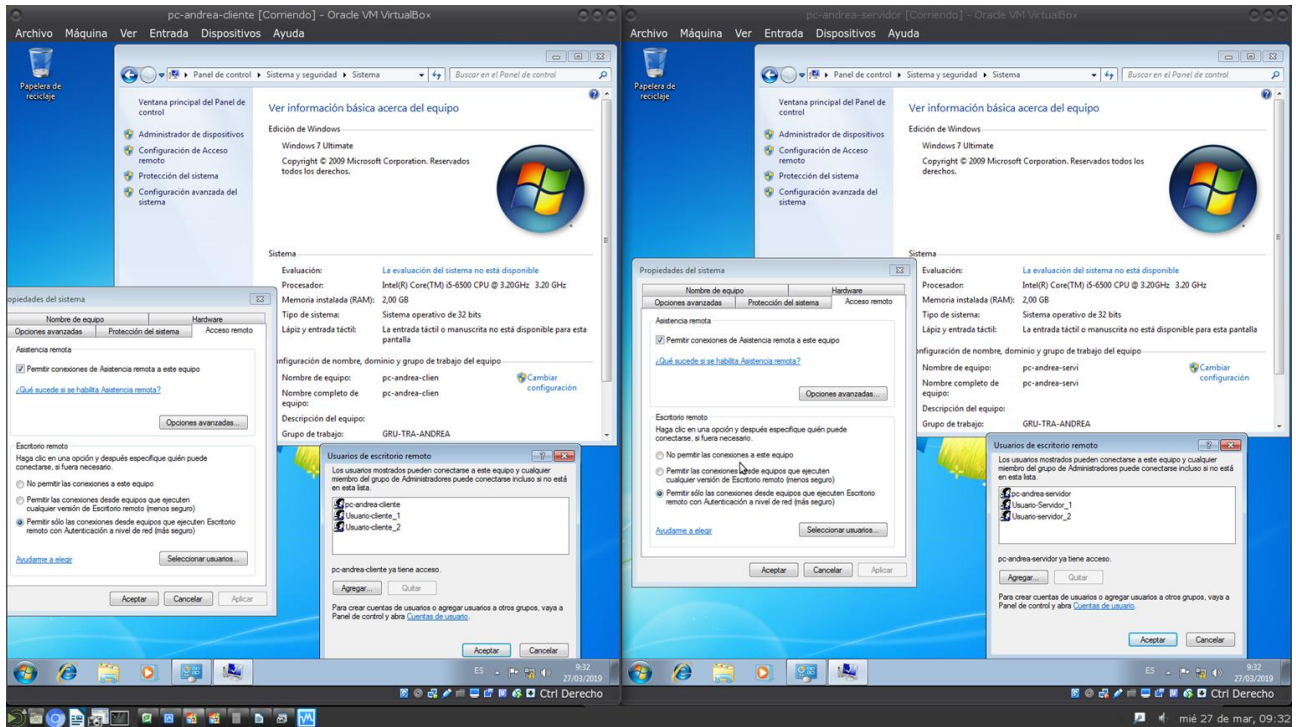 pc-andrea-cliente [Corriendo] - Oracle VM VirtualBox
Archivo Máquina Ver Entrada Dispositivos Ayuda
Papelera de
reciclaje
Panel de control ▸ Sistema y seguridad ▸ Sistema
Buscar en el Panel de control
Ventana principal del Panel de
control
Administrador de dispositivos
Configuración de Acceso
remoto
Protección del sistema
Configuración avanzada del
sistema
Ver información básica acerca del equipo
Edición de Windows
Windows 7 Ultimate
Copyright © 2009 Microsoft Corporation. Reservados
todos los derechos.
Sistema
Evaluación: La evaluación del sistema no está disponible
Procesador: Intel(R) Core(TM) i5-6500 CPU @ 3.20GHz 3.20 GHz
Memoria instalada (RAM): 2,00 GB
Tipo de sistema: Sistema operativo de 32 bits
Lápiz y entrada táctil: La entrada táctil o manuscrita no está disponible para esta
pantalla
nfiguración de nombre, dominio y grupo de trabajo del equipo
Nombre de equipo: pc-andrea-clien
Cambiar
configuración
Nombre completo de
equipo: pc-andrea-clien
Descripción del equipo:
Grupo de trabajo: GRU-TRA-ANDREA
opiedades del sistema
Nombre de equipo Hardware
Opciones avanzadas Protección del sistema Acceso remoto
Asistencia remota
Permitir conexiones de Asistencia remota a este equipo
¿Qué sucede si se habilita Asistencia remota?
Opciones avanzadas...
Escritorio remoto
Haga clic en una opción y después especifique quién puede
conectarse, si fuera necesario.
No permitir las conexiones a este equipo
Permitir las conexiones desde equipos que ejecuten
cualquier versión de Escritorio remoto (menos seguro)
Permitir sólo las conexiones desde equipos que ejecuten Escritorio
remoto con Autenticación a nivel de red (más seguro)
Ayudarme a elegir
Seleccionar usuarios...
Aceptar Cancelar Aplicar
Usuarios de escritorio remoto
Los usuarios mostrados pueden conectarse a este equipo y cualquier
miembro del grupo de Administradores puede conectarse incluso si no está
en esta lista.
pc-andrea-cliente
Usuario-cliente_1
Usuario-cliente_2
pc-andrea-cliente ya tiene acceso.
Agregar... Quitar
Para crear cuentas de usuarios o agregar usuarios a otros grupos, vaya a
Panel de control y abra Cuentas de usuario.
Aceptar Cancelar
ES
9:32
27/03/2019
Ctrl Derecho
pc-andrea-servidor [Corriendo] - Oracle VM VirtualBox
Archivo Máquina Ver Entrada Dispositivos Ayuda
Papelera de
reciclaje
Panel de control ▸ Sistema y seguridad ▸ Sistema
Buscar en el Panel de control
Ventana principal del Panel de
control
Administrador de dispositivos
Configuración de Acceso
remoto
Protección del sistema
Configuración avanzada del
sistema
Ver información básica acerca del equipo
Edición de Windows
Windows 7 Ultimate
Copyright © 2009 Microsoft Corporation. Reservados todos los
derechos.
Sistema
Evaluación: La evaluación del sistema no está disponible
Procesador: Intel(R) Core(TM) i5-6500 CPU @ 3.20GHz 3.20 GHz
Memoria instalada (RAM): 2,00 GB
Tipo de sistema: Sistema operativo de 32 bits
Lápiz y entrada táctil: La entrada táctil o manuscrita no está disponible para esta pantalla
nfiguración de nombre, dominio y grupo de trabajo del equipo
Nombre de equipo: pc-andrea-servi
Cambiar
configuración
Nombre completo de
equipo: pc-andrea-servi
Descripción del equipo:
Grupo de trabajo: GRU-TRA-ANDREA
Propiedades del sistema
Nombre de equipo Hardware
Opciones avanzadas Protección del sistema Acceso remoto
Asistencia remota
Permitir conexiones de Asistencia remota a este equipo
¿Qué sucede si se habilita Asistencia remota?
Opciones avanzadas...
Escritorio remoto
Haga clic en una opción y después especifique quién puede
conectarse, si fuera necesario.
No permitir las conexiones a este equipo
Permitir las conexiones desde equipos que ejecuten
cualquier versión de Escritorio remoto (menos seguro)
Permitir sólo las conexiones desde equipos que ejecuten Escritorio
remoto con Autenticación a nivel de red (más seguro)
Ayudarme a elegir
Seleccionar usuarios...
Aceptar Cancelar Aplicar
Usuarios de escritorio remoto
Los usuarios mostrados pueden conectarse a este equipo y cualquier
miembro del grupo de Administradores puede conectarse incluso si no está
en esta lista.
pc-andrea-servidor
Usuario-Servidor_1
Usuario-servidor_2
pc-andrea-servidor ya tiene acceso.
Agregar... Quitar
Para crear cuentas de usuarios o agregar usuarios a otros grupos, vaya a
Panel de control y abra Cuentas de usuario.
Aceptar Cancelar
ES
9:32
27/03/2019
Ctrl Derecho
mié 27 de mar, 09:32